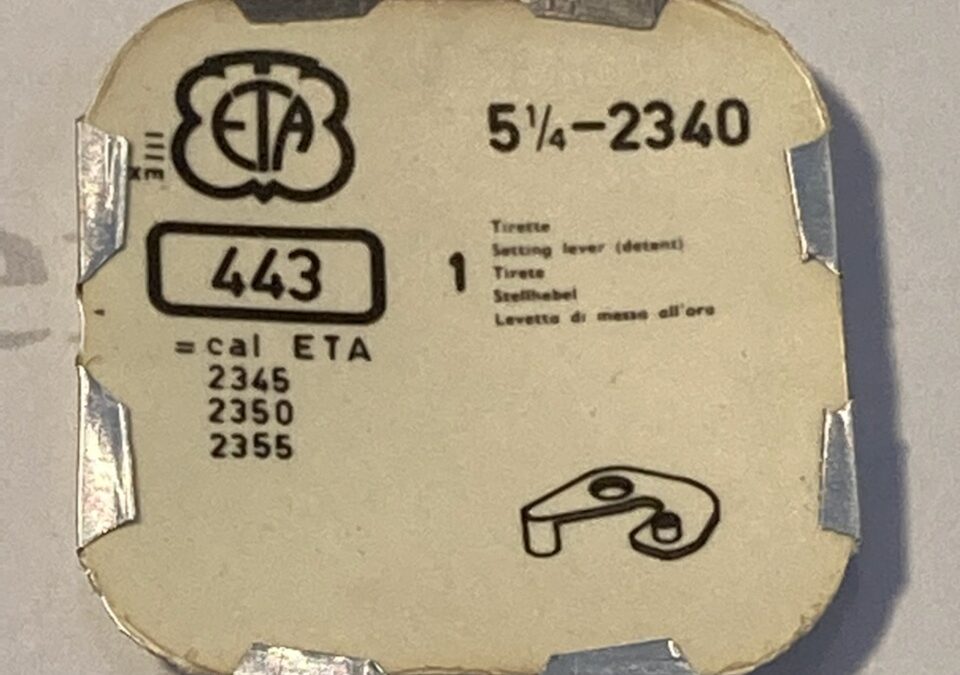 ETA
5¼-2340
443
1
Tirette
Setting lever (detent)
Tirete
Stellhebel
Levetta di messa all'ora
= cal ETA
2345
2350
2355